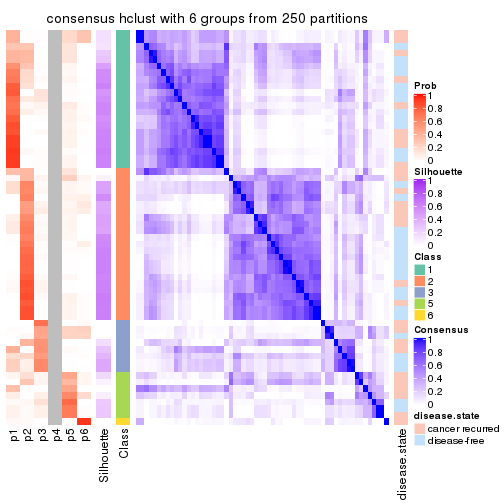 consensus hclust with 6 groups from 250 partitions
Prob
1
0.8
0.6
0.4
0.2
0
Silhouette
1
0.8
0.6
0.4
0.2
0
Class
1
2
3
5
6
Consensus
1
0.8
0.6
0.4
0.2
0
disease.state
cancer recurred
disease-free
p1
p2
p3
p4
p5
p6
Silhouette
Class
disease.state